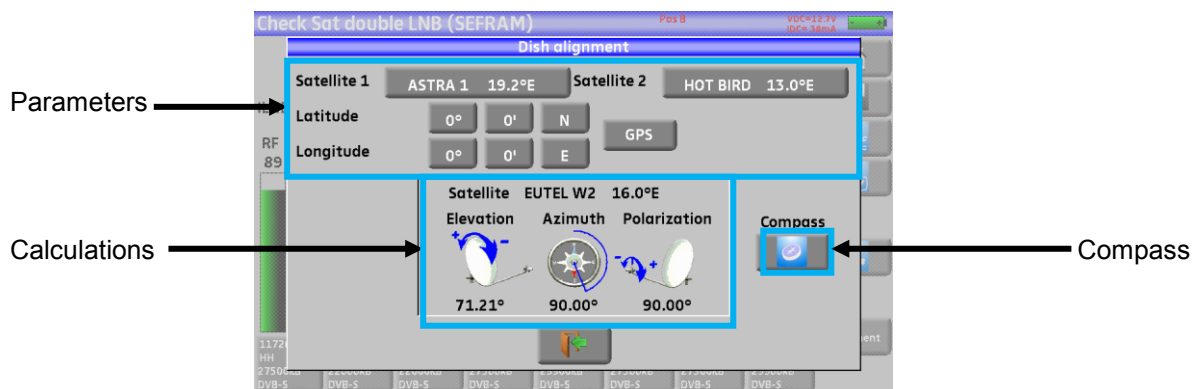 Check Sat double LNB (SEFRAM) Pos B VDC=12.7V
IDC= 38mA
Dish alignment
Parameters
Satellite 1 ASTRA 1 19.2°E Satellite 2 HOT BIRD 13.0°E
Latitude 0° 0' N
GPS
Longitude 0° 0' E
RF
89
Calculations
Satellite EUTEL W2 16.0°E
Elevation Azimuth Polarization
71.21° 90.00° 90.00°
Compass
Compass
HH
DVB-S DVB-S DVB-S DVB-S DVB-S DVB-S DVB-S DVB-S